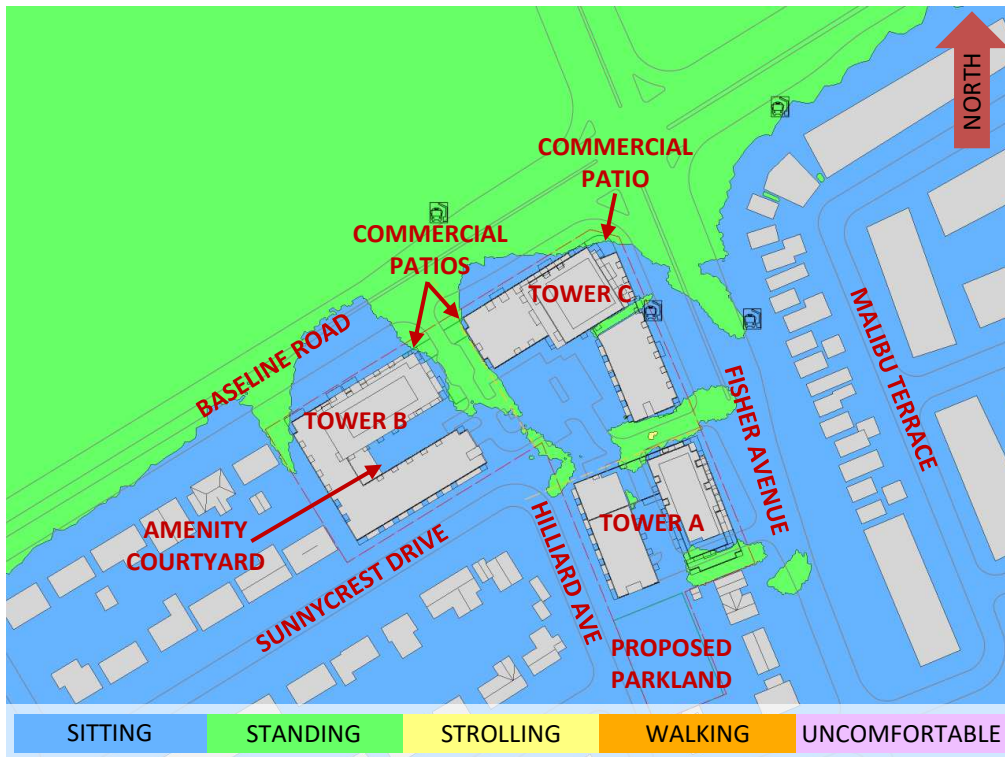 NORTH
COMMERCIAL
PATIO
COMMERCIAL
PATIOS
TOWER C
BASELINE ROAD
MALIBU TERRACE
TOWER B
FISHER AVENUE
AMENITY
COURTYARD
HILLIARD AVE
TOWER A
SUNNYCREST DRIVE
PROPOSED
PARKLAND
SITTING
STANDING
STROLLING
WALKING
UNCOMFORTABLE